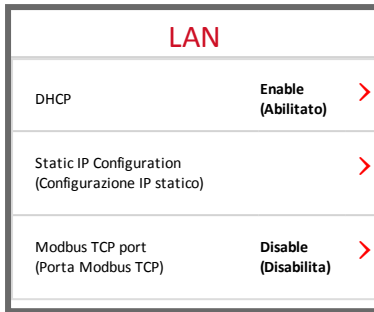 LAN
DHCP
Enable
(Abilitato)
Static IP Configuration
(Configurazione IP statico)
Modbus TCP port
(Porta Modbus TCP)
Disable
(Disabilita)